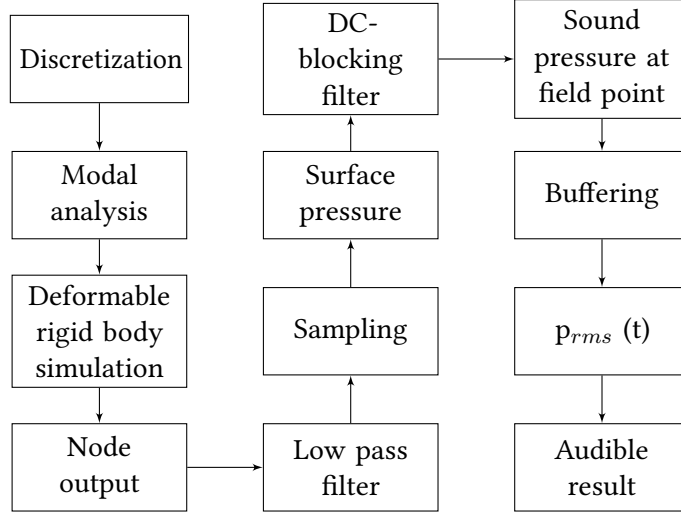 Discretization
Modal
analysis
Deformable
rigid body
simulation
Node
output
Low pass
filter
Sampling
Surface
pressure
DC-
blocking
filter
Sound
pressure at
field point
Buffering
p_rms (t)
Audible
result